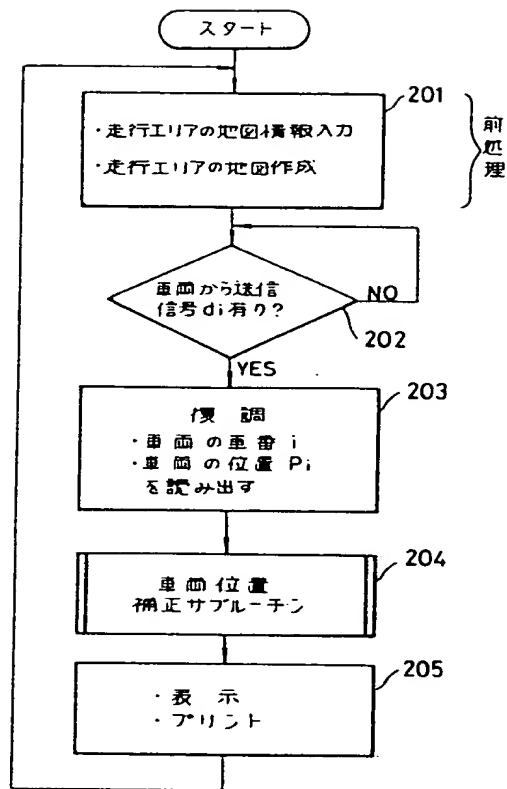 スタート
201
・走行エリアの地図情報入力
・走行エリアの地図作成
前処理
車両から送信
信号di有り?
NO
202
YES
203
復調
・車両の車番 i
・車両の位置 Pi
を読み出す
204
車両位置
補正サブルーチン
205
・表示
・プリント